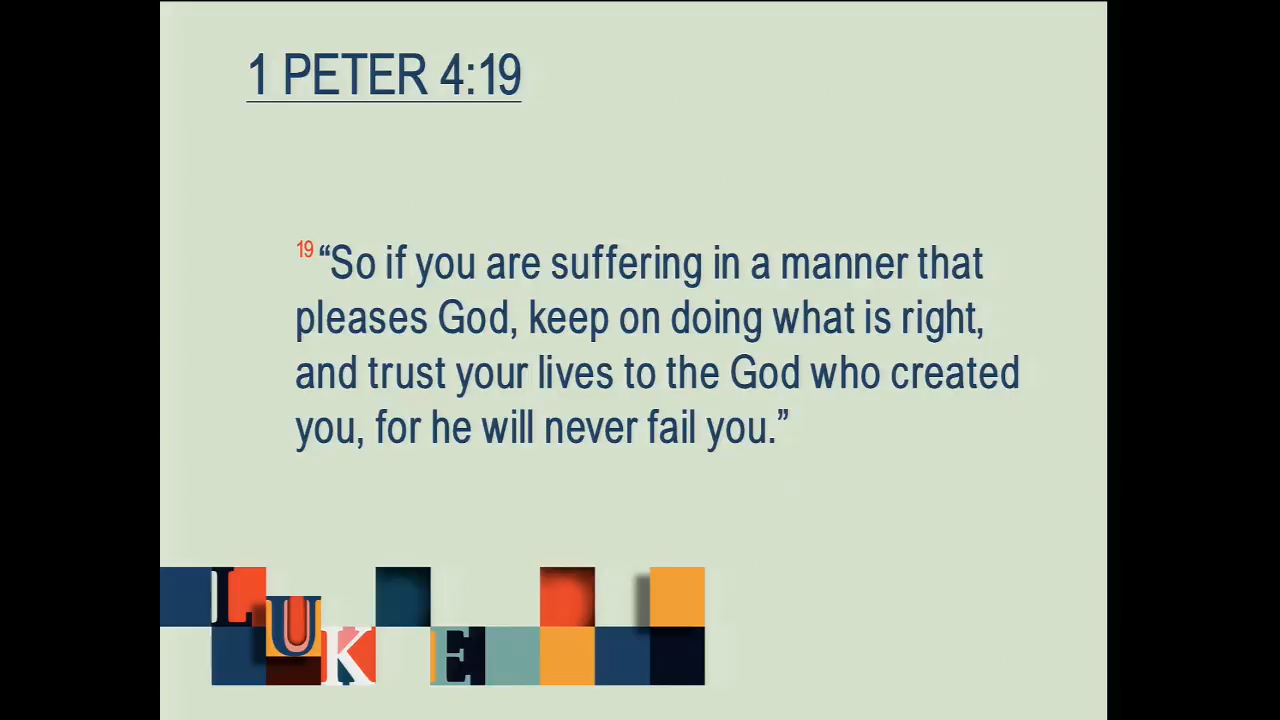 1 PETER 4:19
19 “So if you are suffering in a manner that
pleases God, keep on doing what is right,
and trust your lives to the God who created
you, for he will never fail you.”
LUKE